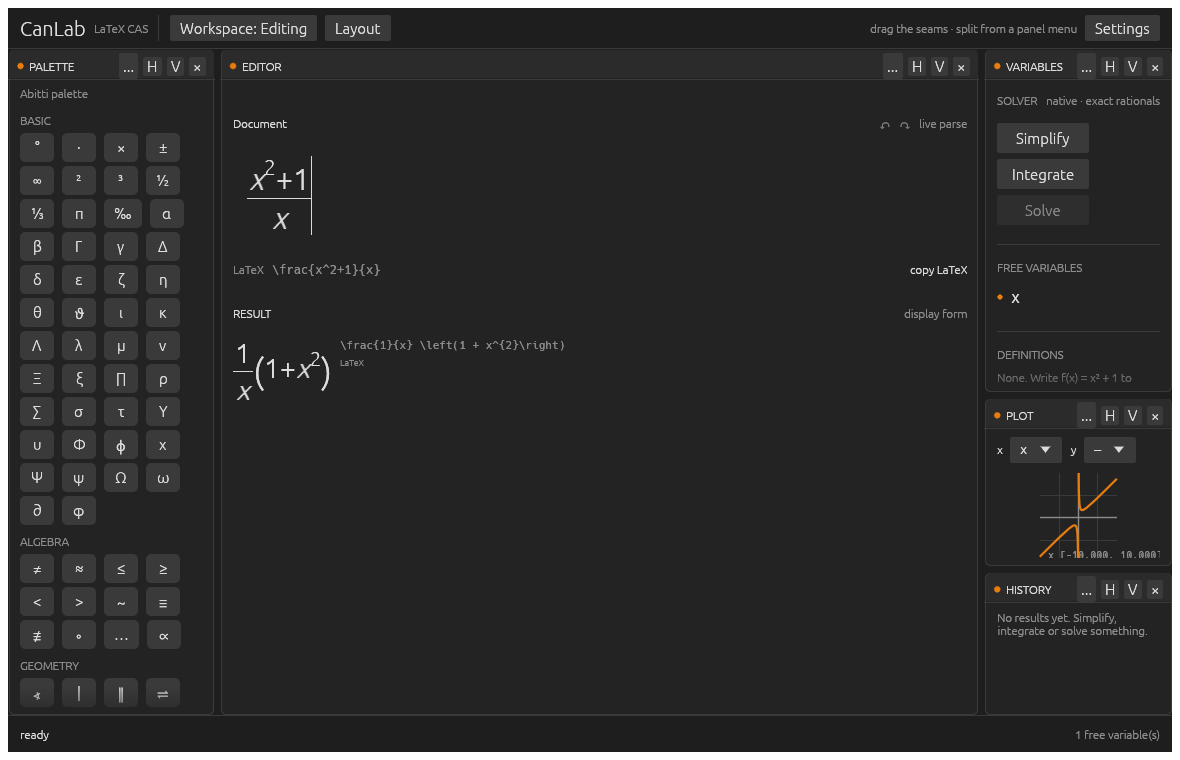 CanLab LaTeX CAS Workspace: Editing Layout drag the seams · split from a panel menu Settings
PALETTE ... H V ×
Abitti palette
BASIC
° · × ±
∞ ² ³ ½
⅓ π ‰ α
β Γ γ Δ
δ ε ζ η
θ ϑ ι κ
Λ λ μ ν
Ξ ξ ∏ ρ
∑ σ τ Υ
υ Φ ϕ χ
Ψ ψ Ω ω
∂ φ
ALGEBRA
≠ ≈ ≤ ≥
< > ~ ≡
≢ ∘ … ∝
GEOMETRY
∢ | ∥ ⇌
EDITOR ... H V ×
Document ↶ ↷ live parse
x²+1
x
LaTeX \frac{x^2+1}{x} copy LaTeX
RESULT display form
1
x
(1+x²)
\frac{1}{x} \left(1 + x^{2}\right)
LaTeX
VARIABLES ... H V ×
SOLVER native · exact rationals
Simplify
Integrate
Solve
FREE VARIABLES
x
DEFINITIONS
None. Write f(x) = x² + 1 to
PLOT ... H V ×
x x ▼ y – ▼
x [-10.000, 10.000]
HISTORY ... H V ×
No results yet. Simplify,
integrate or solve something.
ready 1 free variable(s)